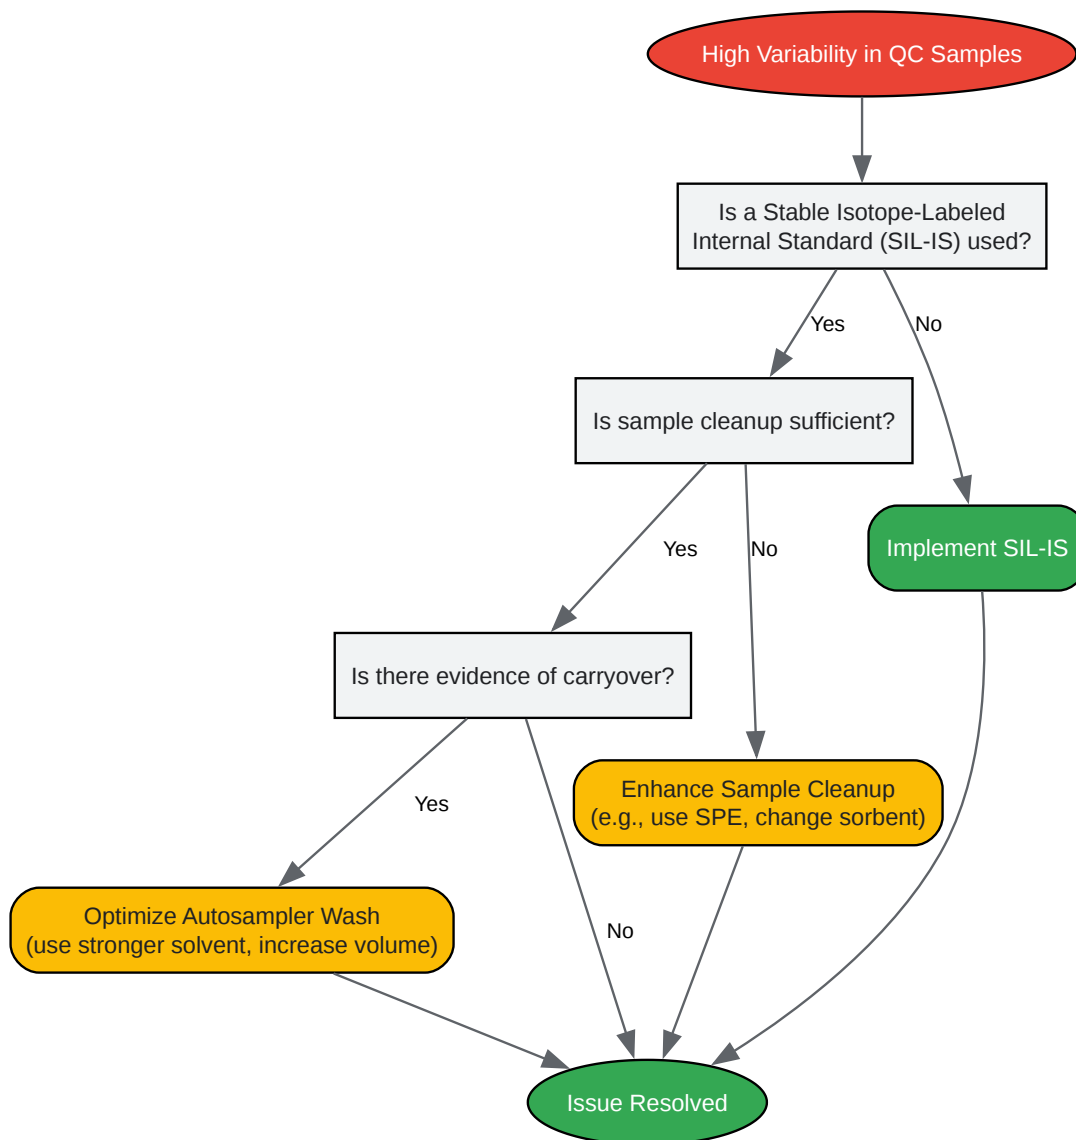 High Variability in QC Samples
Is a Stable Isotope-Labeled
Internal Standard (SIL-IS) used?
Yes
No
Is sample cleanup sufficient?
Yes
No
Implement SIL-IS
Is there evidence of carryover?
Yes
Enhance Sample Cleanup
(e.g., use SPE, change sorbent)
Optimize Autosampler Wash
(use stronger solvent, increase volume)
No
Issue Resolved